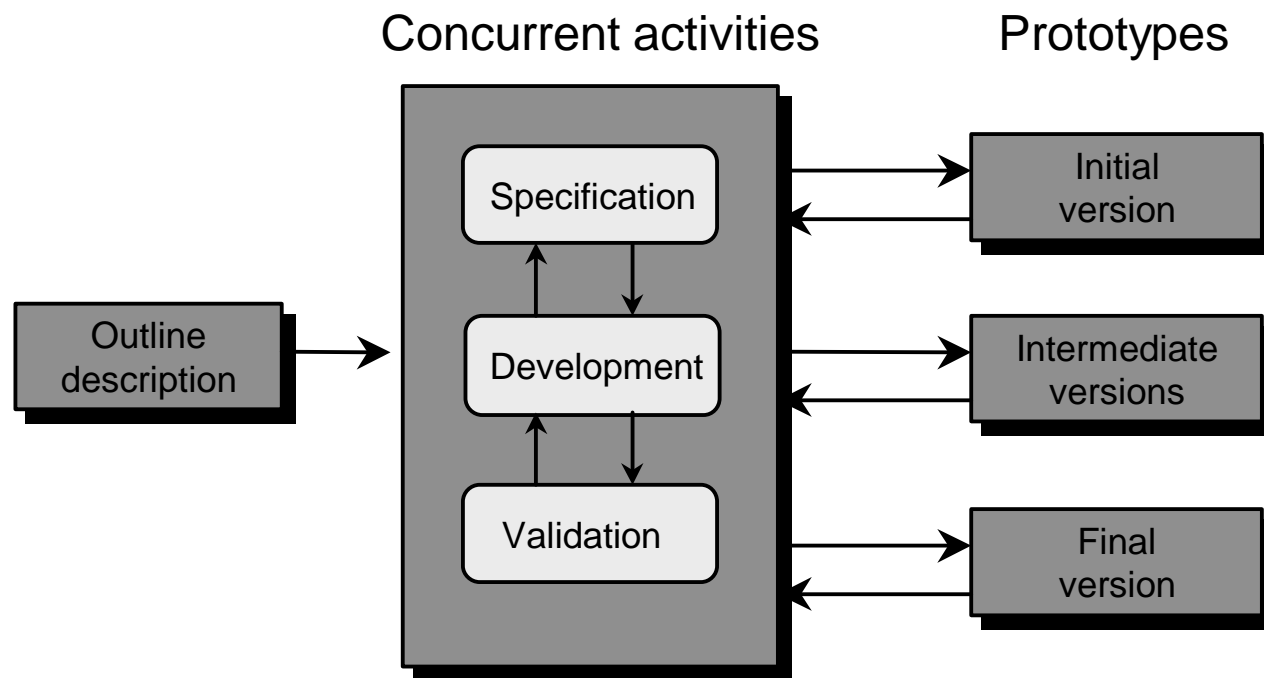 Concurrent activities
Prototypes
Outline
description
Specification
Development
Validation
Initial
version
Intermediate
versions
Final
version